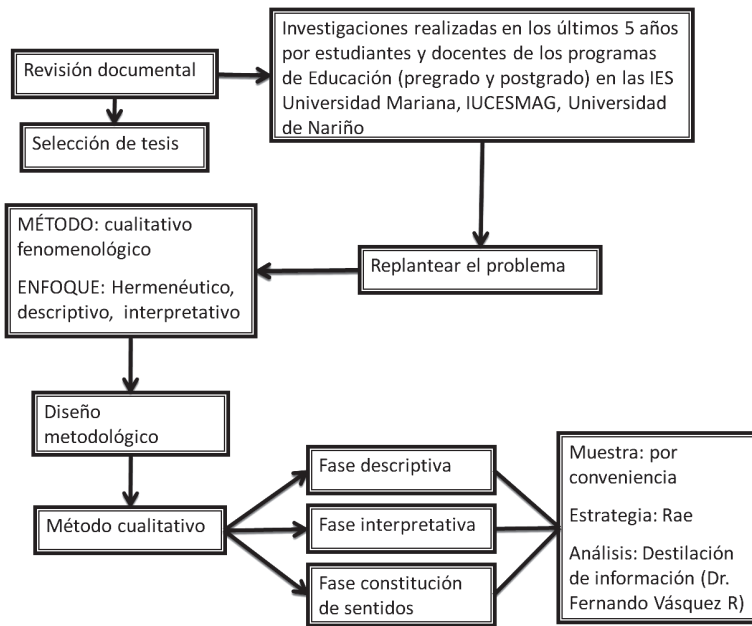 Revisión documental
Investigaciones realizadas en los últimos 5 años
por estudiantes y docentes de los programas
de Educación (pregrado y postgrado) en las IES
Universidad Mariana, IUCESMAG, Universidad
de Nariño
Selección de tesis
MÉTODO: cualitativo
fenomenológico
ENFOQUE: Hermenéutico,
descriptivo, interpretativo
Replantear el problema
Diseño
metodológico
Método cualitativo
Fase descriptiva
Fase interpretativa
Fase constitución
de sentidos
Muestra: por
conveniencia
Estrategia: Rae
Análisis: Destilación
de información (Dr.
Fernando Vásquez R)